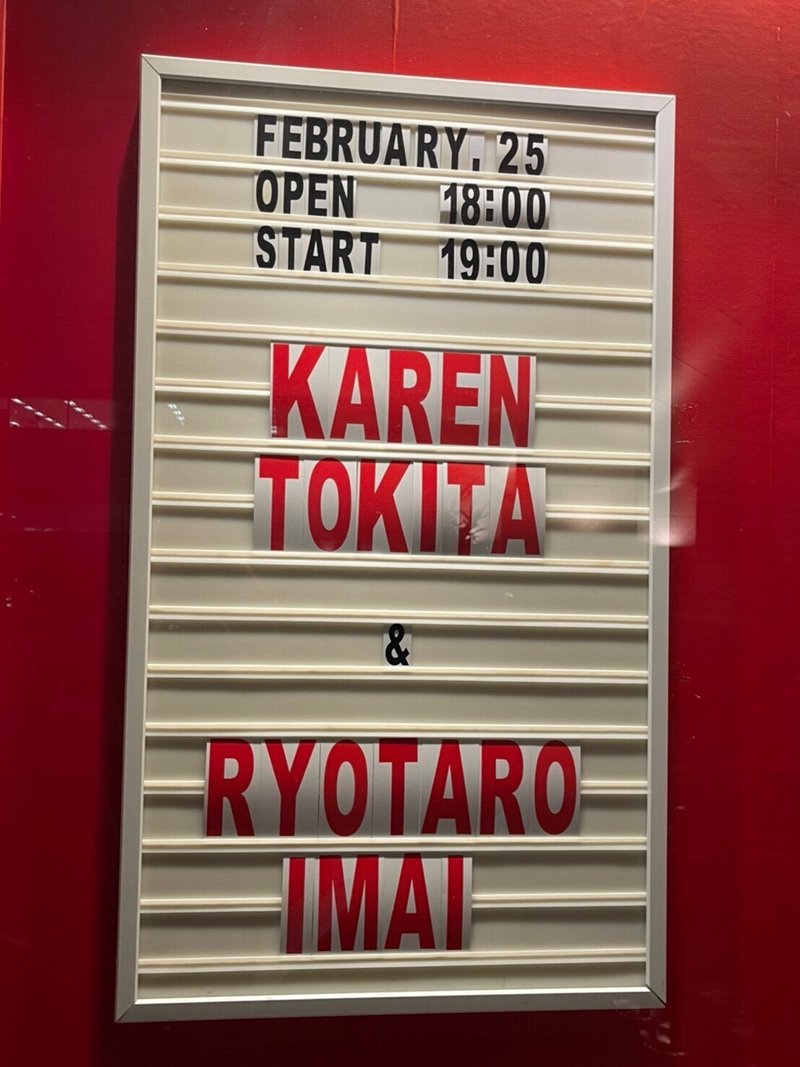 FEBRUARY. 25
OPEN 18:00
START 19:00
KAREN
TOKITA
&
RYOTARO
IMAI